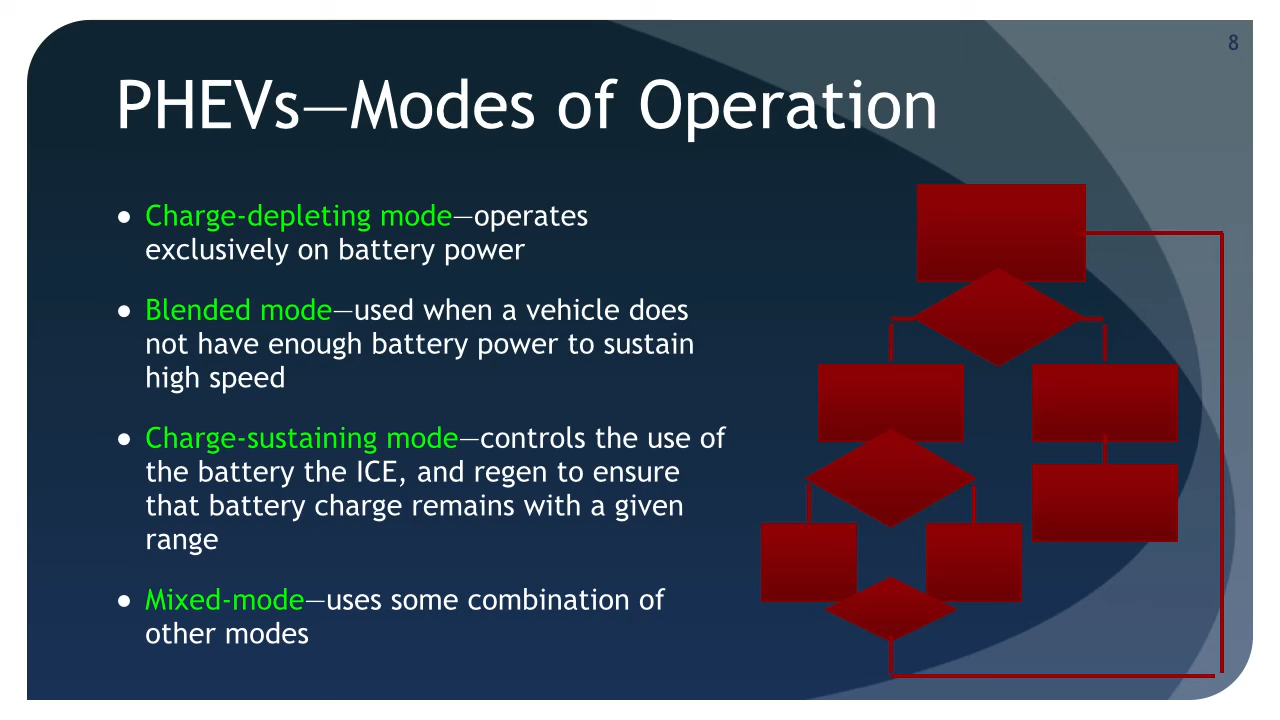 8
PHEVs—Modes of Operation
● Charge-depleting mode—operates
exclusively on battery power
● Blended mode—used when a vehicle does
not have enough battery power to sustain
high speed
● Charge-sustaining mode—controls the use of
the battery the ICE, and regen to ensure
that battery charge remains with a given
range
● Mixed-mode—uses some combination of
other modes